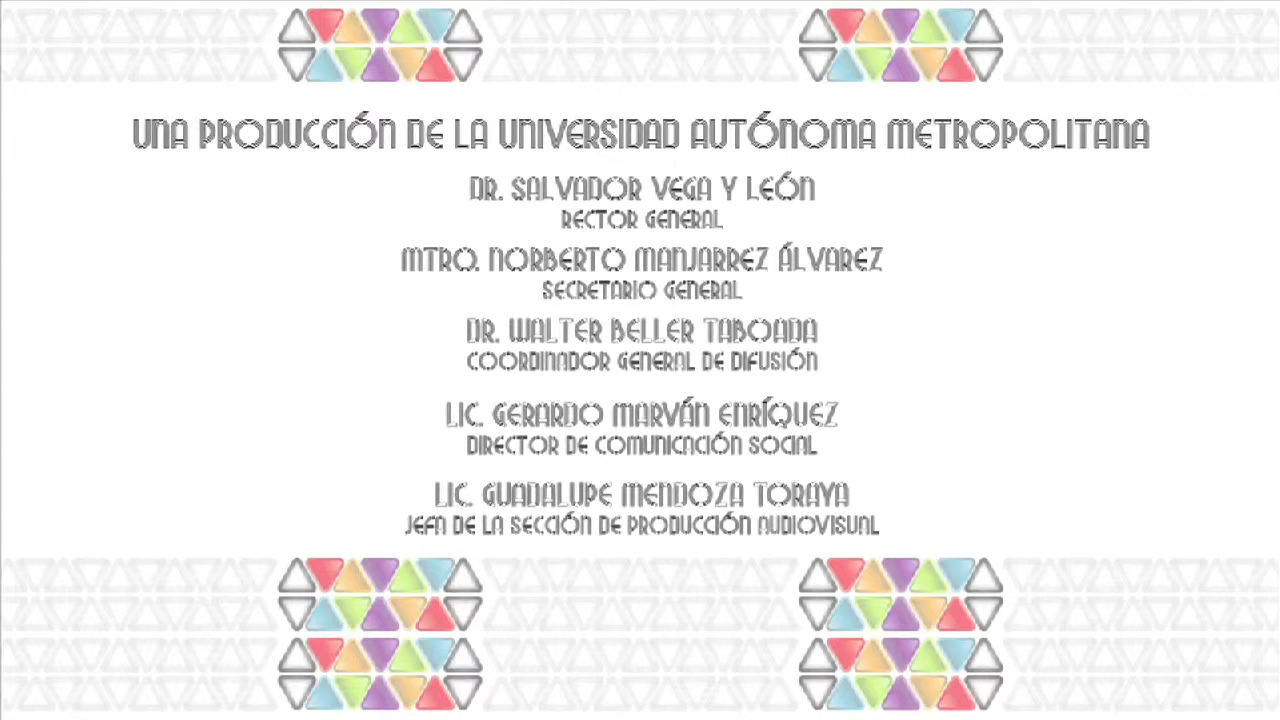 UNA PRODUCCIÓN DE LA UNIVERSIDAD AUTÓNOMA METROPOLITANA
DR. SALVADOR VEGA Y LEÓN
RECTOR GENERAL
MTRO. NORBERTO MANJARREZ ÁLVAREZ
SECRETARIO GENERAL
DR. WALTER BELLER TABOADA
COORDINADOR GENERAL DE DIFUSIÓN
LIC. GERARDO MARVÁN ENRÍQUEZ
DIRECTOR DE COMUNICACIÓN SOCIAL
LIC. GUADALUPE MENDOZA TORAYA
JEFA DE LA SECCIÓN DE PRODUCCIÓN AUDIOVISUAL